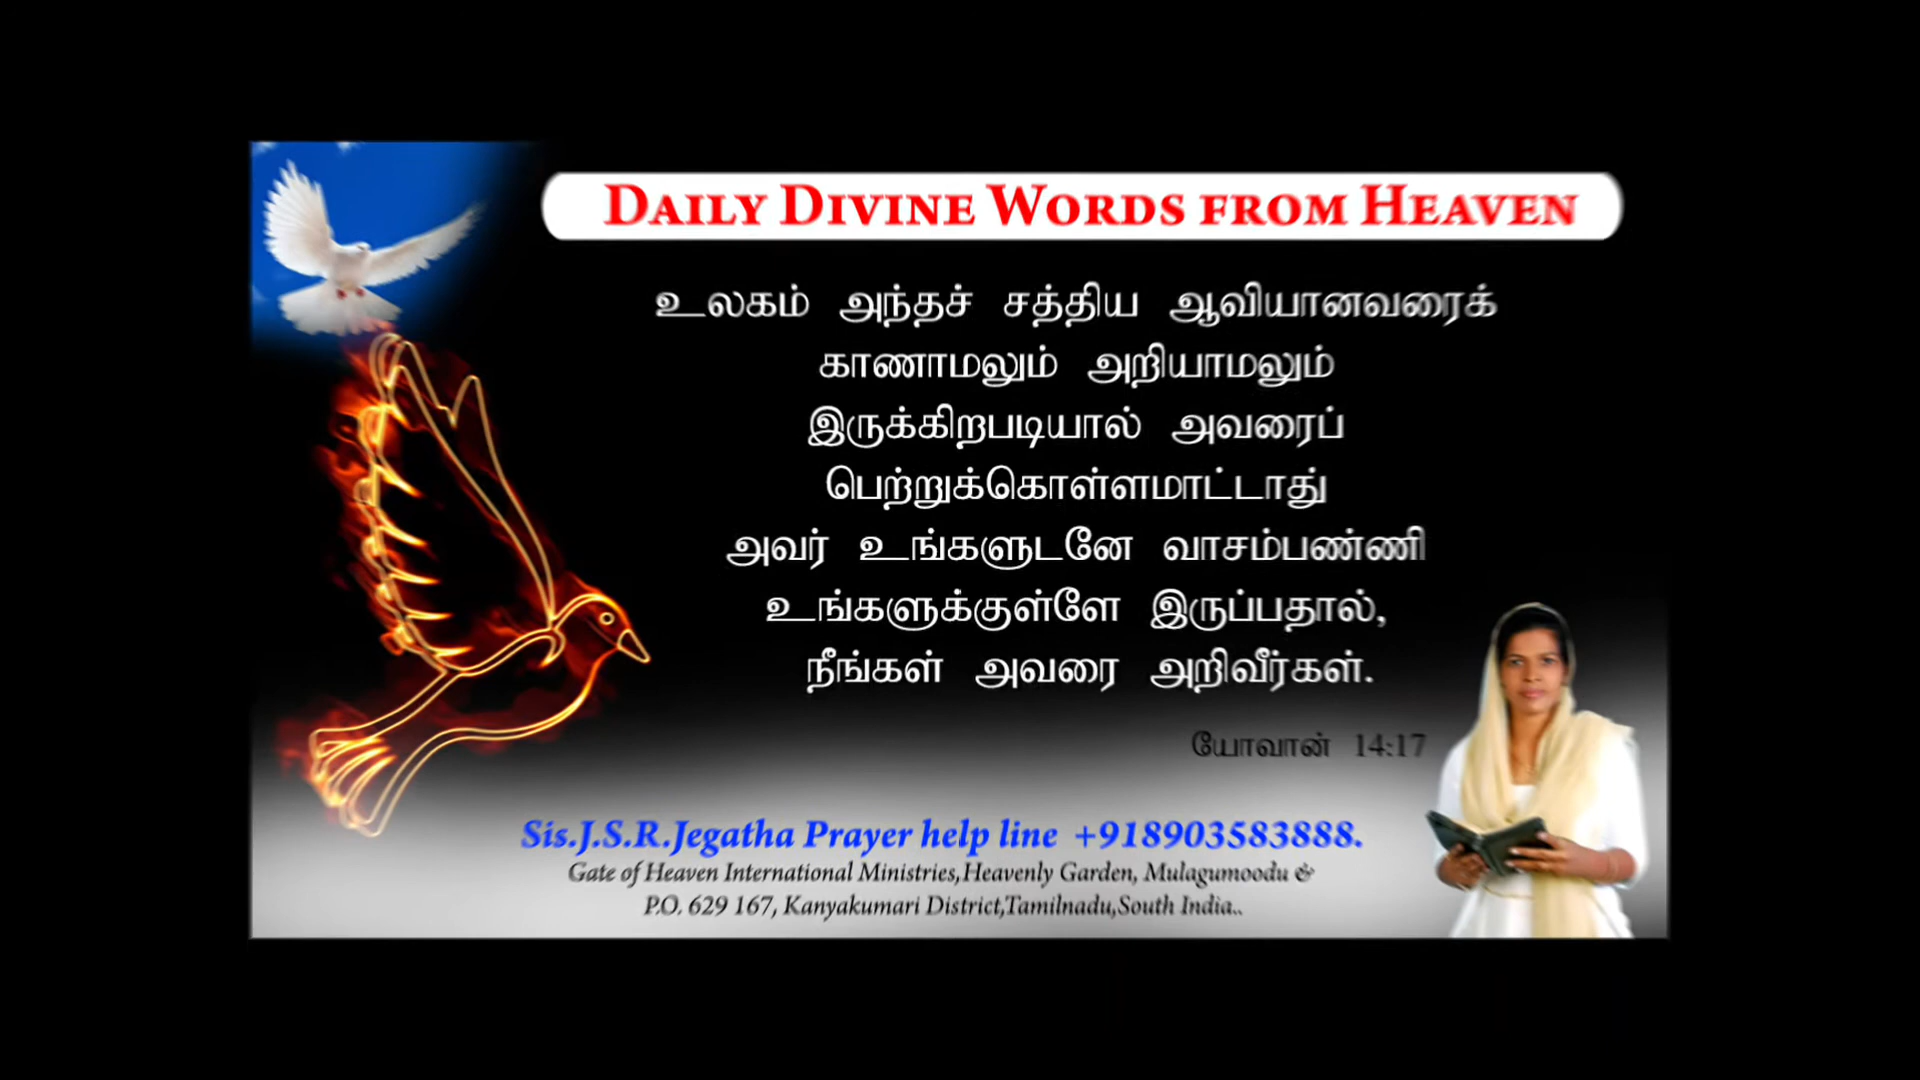 DAILY DIVINE WORDS FROM HEAVEN
உலகம் அந்தச் சத்திய ஆவியானவரைக்
காணாமலும் அறியாமலும்
இருக்கிறபடியால் அவரைப்
பெற்றுக்கொள்ளமாட்டாது
அவர் உங்களுடனே வாசம்பண்ணி
உங்களுக்குள்ளே இருப்பதால்,
நீங்கள் அவரை அறிவீர்கள்.
யோவான் 14:17
Sis.J.S.R.Jegatha Prayer help line +918903583888.
Gate of Heaven International Ministries,Heavenly Garden, Mulagumoodu &
P.O. 629 167, Kanyakumari District,Tamilnadu,South India..